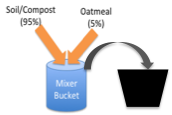 Soil/Compost
(95%)
Oatmeal
(5%)
Mixer
Bucket